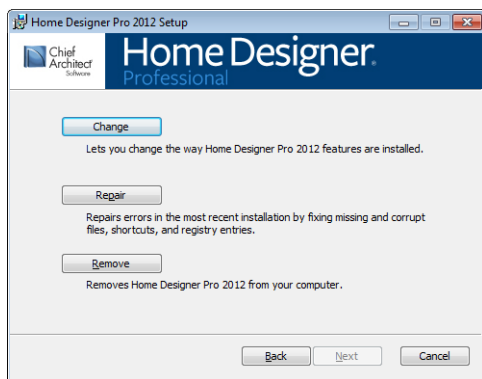 Home Designer Pro 2012 Setup
Chief
Architect
Software
Home Designer.
Professional
Change
Lets you change the way Home Designer Pro 2012 features are installed.
Repair
Repairs errors in the most recent installation by fixing missing and corrupt
files, shortcuts, and registry entries.
Remove
Removes Home Designer Pro 2012 from your computer.
Back
Next
Cancel